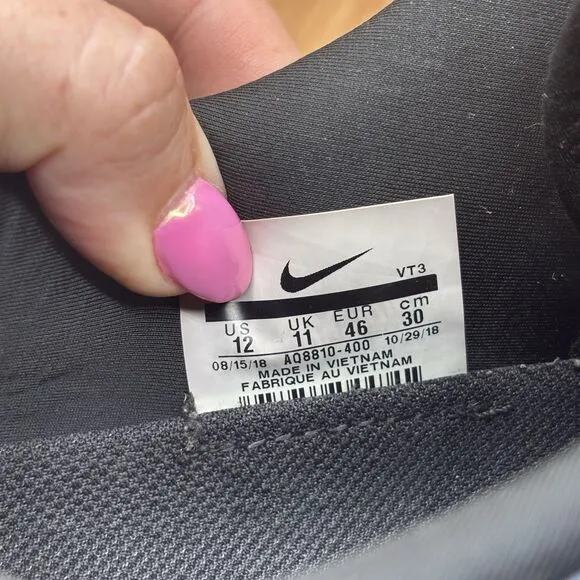 VT3
US UK EUR cm
12 11 46 30
08/15/18 AQ8810-400 10/29/18
MADE IN VIETNAM
FABRIQUE AU VIETNAM